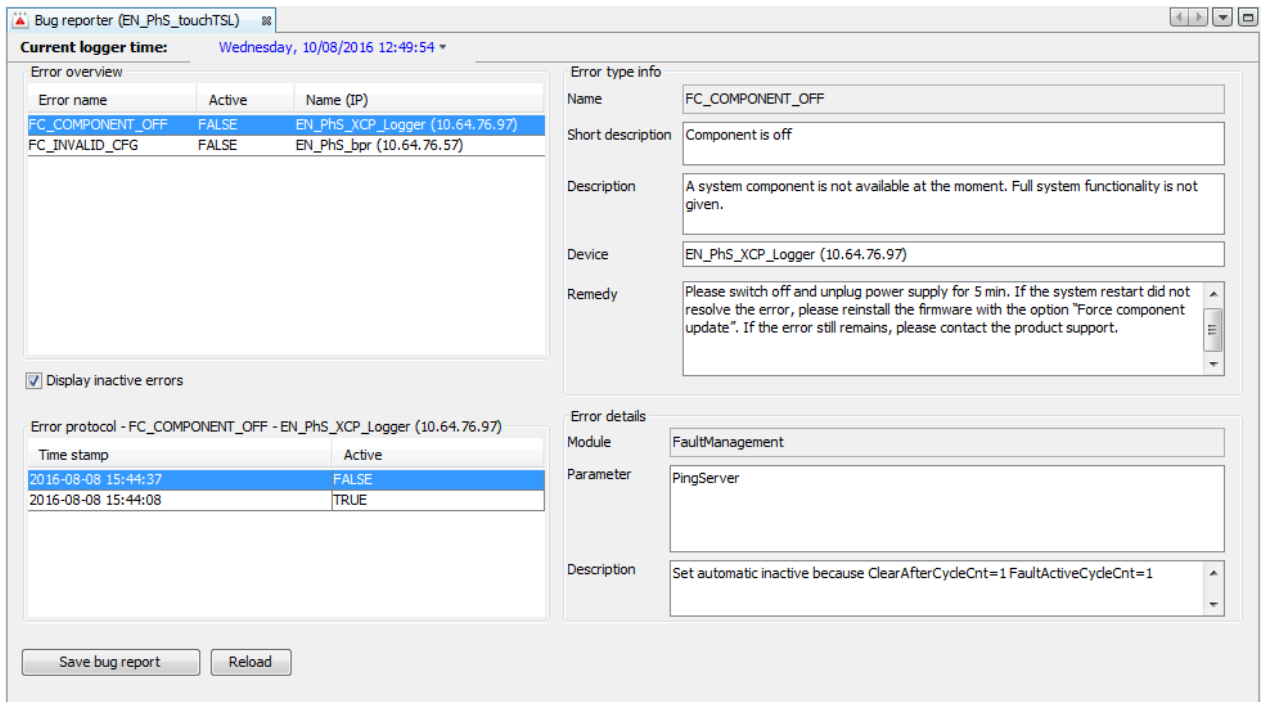 Bug reporter (EN_PhS_touchTSL)
Current logger time: Wednesday, 10/08/2016 12:49:54
Error overview
Error name Active Name (IP)
FC_COMPONENT_OFF FALSE EN_PhS_XCP_Logger (10.64.76.97)
FC_INVALID_CFG FALSE EN_PhS_bpr (10.64.76.57)
Display inactive errors
Error protocol - FC_COMPONENT_OFF - EN_PhS_XCP_Logger (10.64.76.97)
Time stamp Active
2016-08-08 15:44:37 FALSE
2016-08-08 15:44:08 TRUE
Save bug report Reload
Error type info
Name FC_COMPONENT_OFF
Short description Component is off
Description A system component is not available at the moment. Full system functionality is not
given.
Device EN_PhS_XCP_Logger (10.64.76.97)
Remedy Please switch off and unplug power supply for 5 min. If the system restart did not
resolve the error, please reinstall the firmware with the option "Force component
update". If the error still remains, please contact the product support.
Error details
Module FaultManagement
Parameter PingServer
Description Set automatic inactive because ClearAfterCycleCnt=1 FaultActiveCycleCnt=1